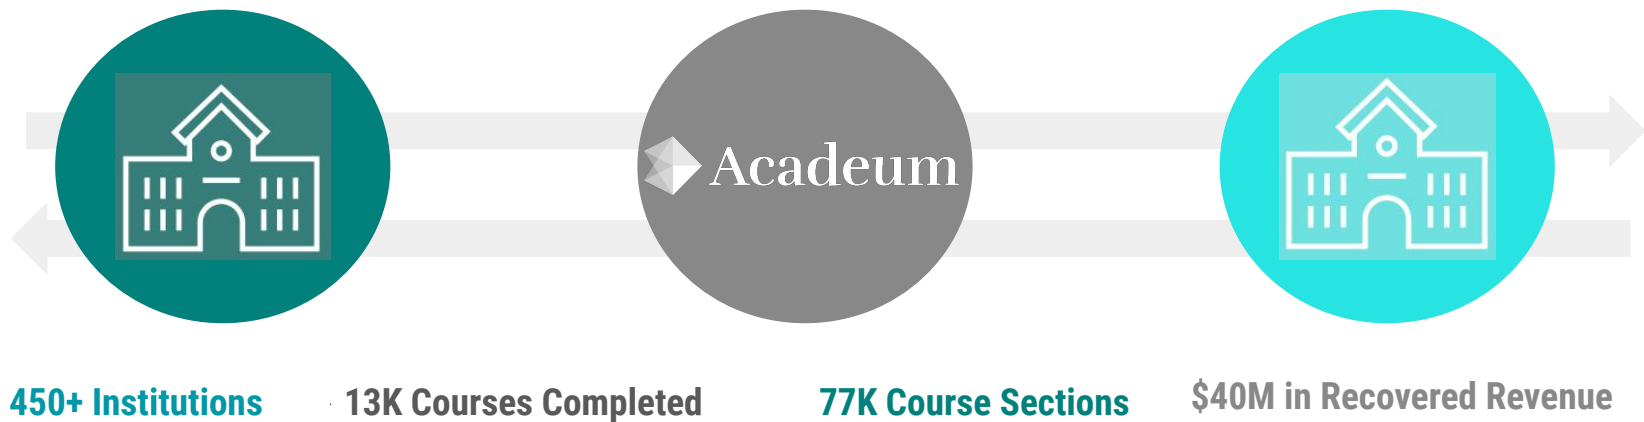 Acadeum
450+ Institutions
13K Courses Completed
77K Course Sections
$40M in Recovered Revenue